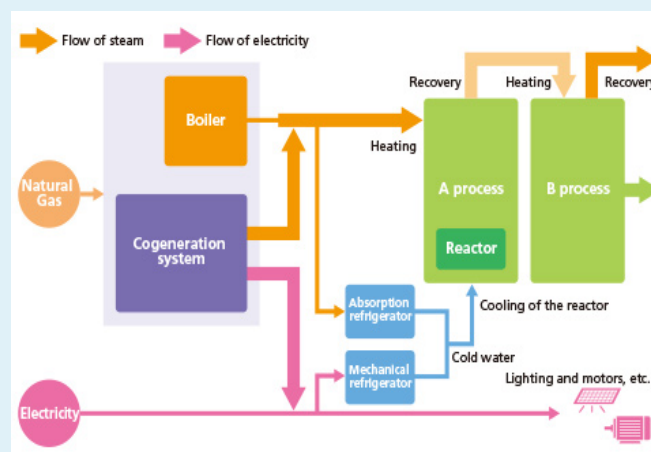 Flow of steam
Flow of electricity
Recovery
Heating
Recovery
Boiler
Heating
Natural
Gas
A process
B process
Cogeneration
system
Reactor
Absorption
refrigerator
Cooling of the reactor
Cold water
Mechanical
refrigerator
Lighting and motors, etc.
Electricity